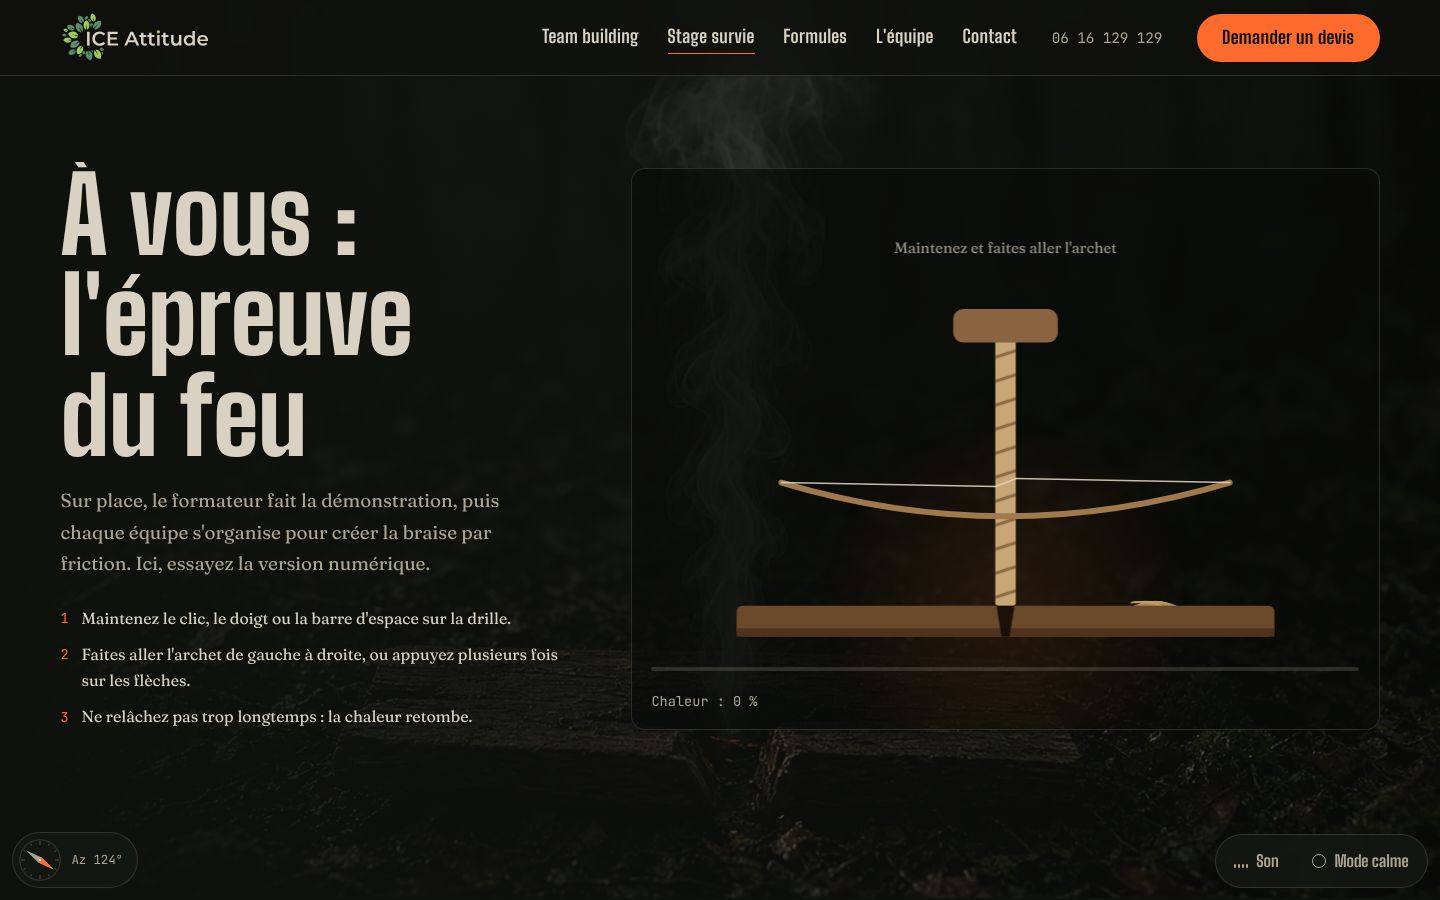 ICE Attitude
Team building
Stage survie
Formules
L'équipe
Contact
06 16 129 129
Demander un devis
À vous :
l'épreuve
du feu
Sur place, le formateur fait la démonstration, puis
chaque équipe s'organise pour créer la braise par
friction. Ici, essayez la version numérique.
1 Maintenez le clic, le doigt ou la barre d'espace sur la drille.
2 Faites aller l'archet de gauche à droite, ou appuyez plusieurs fois
sur les flèches.
3 Ne relâchez pas trop longtemps : la chaleur retombe.
Maintenez et faites aller l'archet
Chaleur : 0 %
Az 124°
Son
Mode calme